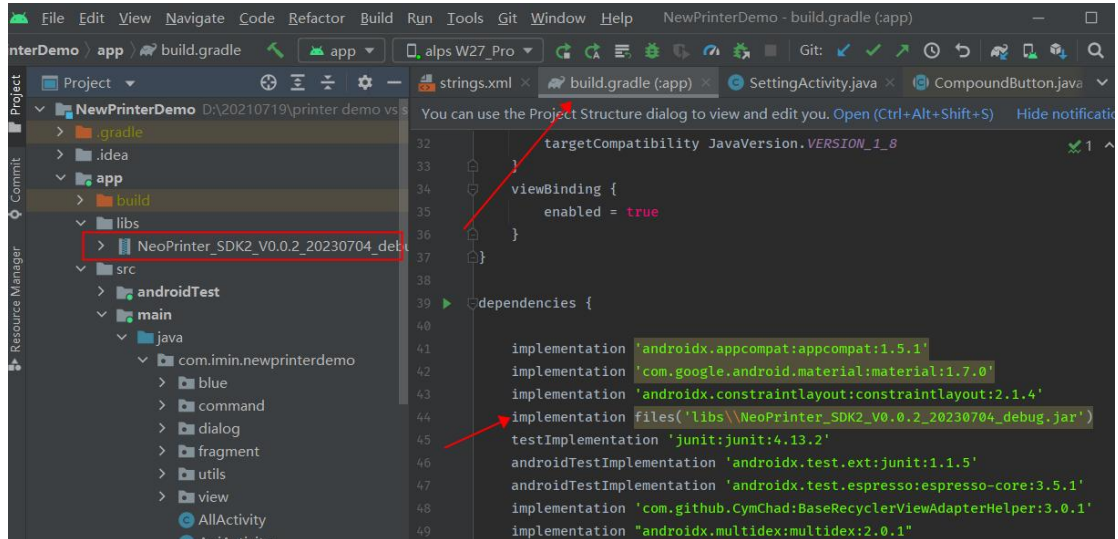 File Edit View Navigate Code Refactor Build Run Tools Git Window Help NewPrinterDemo - build.gradle (:app)
nterDemo app build.gradle app alps W27_Pro Git:
Project strings.xml build.gradle (:app) SettingActivity.java CompoundButton.java
Project
Commit
Resource Manager
NewPrinterDemo D:\20210719\printer demo vs s
.gradle
.idea
app
build
libs
NeoPrinter_SDK2_V0.0.2_20230704_debu
src
androidTest
main
java
com.imin.newprinterdemo
blue
command
dialog
fragment
utils
view
AllActivity
You can use the Project Structure dialog to view and edit you. Open (Ctrl+Alt+Shift+S) Hide notificatio
32 targetCompatibility JavaVersion.VERSION_1_8 1
33 }
34 viewBinding {
35 enabled = true
36 }
37 }
38
39 dependencies {
40
41 implementation 'androidx.appcompat:appcompat:1.5.1'
42 implementation 'com.google.android.material:material:1.7.0'
43 implementation 'androidx.constraintlayout:constraintlayout:2.1.4'
44 implementation files('libs\\NeoPrinter_SDK2_V0.0.2_20230704_debug.jar')
45 testImplementation 'junit:junit:4.13.2'
46 androidTestImplementation 'androidx.test.ext:junit:1.1.5'
47 androidTestImplementation 'androidx.test.espresso:espresso-core:3.5.1'
48 implementation 'com.github.CymChad:BaseRecyclerViewAdapterHelper:3.0.1'
49 implementation "androidx.multidex:multidex:2.0.1"